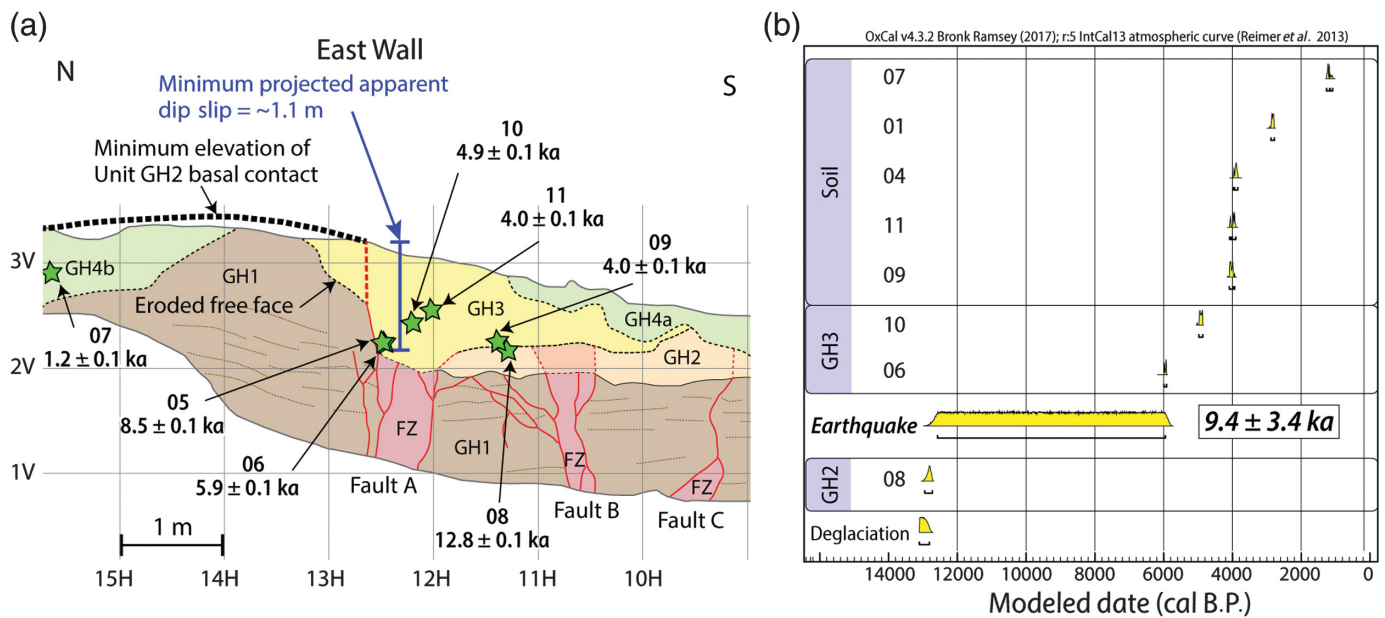 (a)
East Wall
N
S
Minimum projected apparent
dip slip = ~1.1 m
Minimum elevation of
Unit GH2 basal contact
10
4.9 ± 0.1 ka
11
4.0 ± 0.1 ka
09
4.0 ± 0.1 ka
3V
2V
1V
GH4b
GH1
Eroded free face
GH3
GH4a
GH2
07
1.2 ± 0.1 ka
05
8.5 ± 0.1 ka
06
5.9 ± 0.1 ka
FZ
GH1
FZ
FZ
Fault A
08
12.8 ± 0.1 ka
Fault B
Fault C
1 m
15H
14H
13H
12H
11H
10H
(b)
OxCal v4.3.2 Bronk Ramsey (2017); r:5 IntCal13 atmospheric curve (Reimer et al. 2013)
Soil
07
01
04
11
09
GH3
10
06
Earthquake
9.4 ± 3.4 ka
GH2
08
Deglaciation
14000
12000
10000
8000
6000
4000
2000
0
Modeled date (cal B.P.)